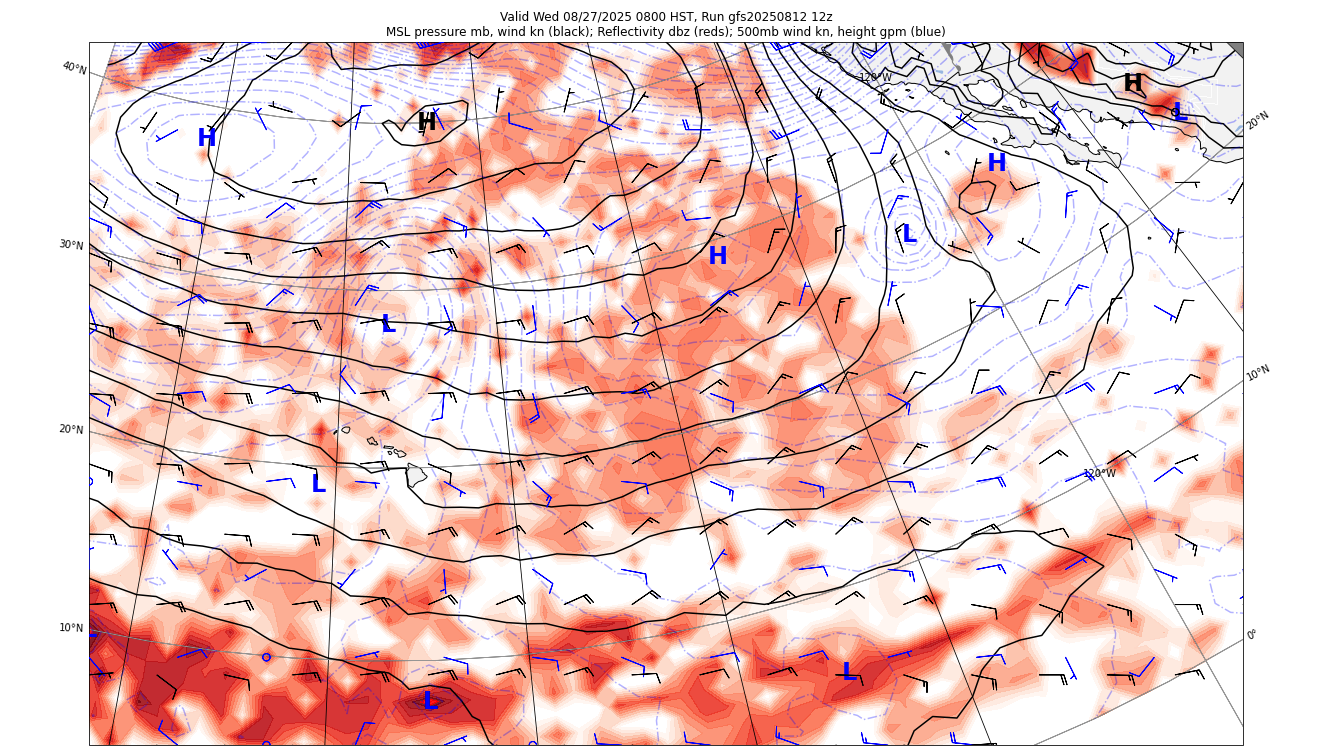 Valid Wed 08/27/2025 0800 HST, Run gfs20250812 12z
MSL pressure mb, wind kn (black); Reflectivity dbz (reds); 500mb wind kn, height gpm (blue)
40°N
120°W
H
L
20°N
H
H
H
L
30°N
H
L
10°N
20°N
120°W
L
10°N
0°
L
L